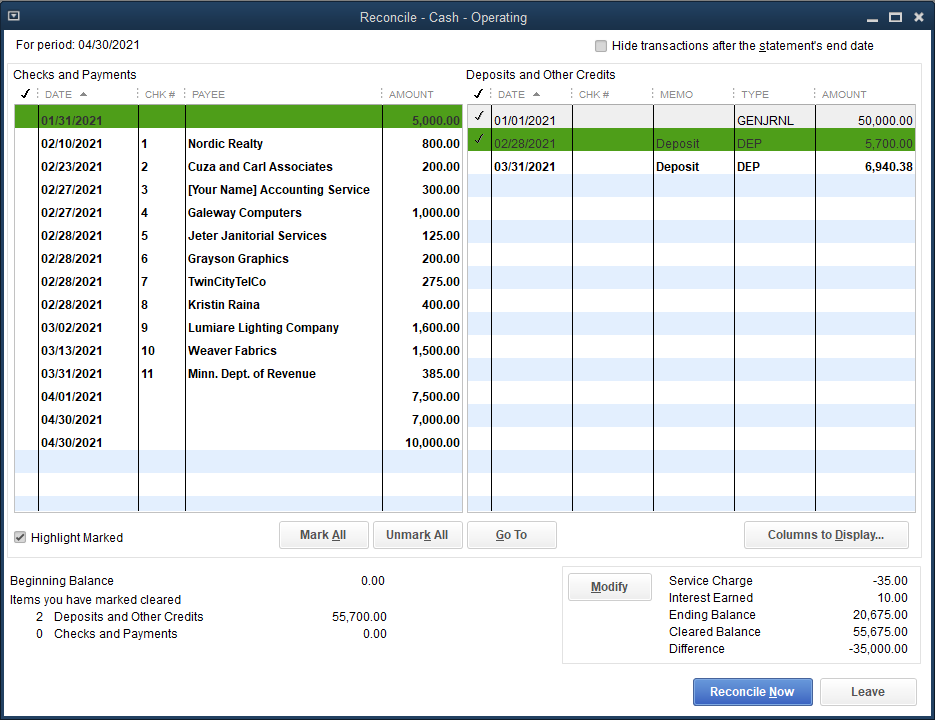 Reconcile - Cash - Operating
For period: 04/30/2021
Hide transactions after the statement's end date
Checks and Payments
✓ DATE CHK # PAYEE AMOUNT
01/31/2021 5,000.00
02/10/2021 1 Nordic Realty 800.00
02/23/2021 2 Cuza and Carl Associates 200.00
02/27/2021 3 [Your Name] Accounting Service 300.00
02/27/2021 4 Galeway Computers 1,000.00
02/28/2021 5 Jeter Janitorial Services 125.00
02/28/2021 6 Grayson Graphics 200.00
02/28/2021 7 TwinCityTelCo 275.00
02/28/2021 8 Kristin Raina 400.00
03/02/2021 9 Lumiare Lighting Company 1,600.00
03/13/2021 10 Weaver Fabrics 1,500.00
03/31/2021 11 Minn. Dept. of Revenue 385.00
04/01/2021 7,500.00
04/30/2021 7,000.00
04/30/2021 10,000.00
Deposits and Other Credits
✓ DATE CHK # MEMO TYPE AMOUNT
✓ 01/01/2021 GENJRNL 50,000.00
✓ 02/28/2021 Deposit DEP 5,700.00
03/31/2021 Deposit DEP 6,940.38
Highlight Marked
Mark All
Unmark All
Go To
Columns to Display...
Beginning Balance 0.00
Items you have marked cleared
2 Deposits and Other Credits 55,700.00
0 Checks and Payments 0.00
Modify
Service Charge -35.00
Interest Earned 10.00
Ending Balance 20,675.00
Cleared Balance 55,675.00
Difference -35,000.00
Reconcile Now
Leave